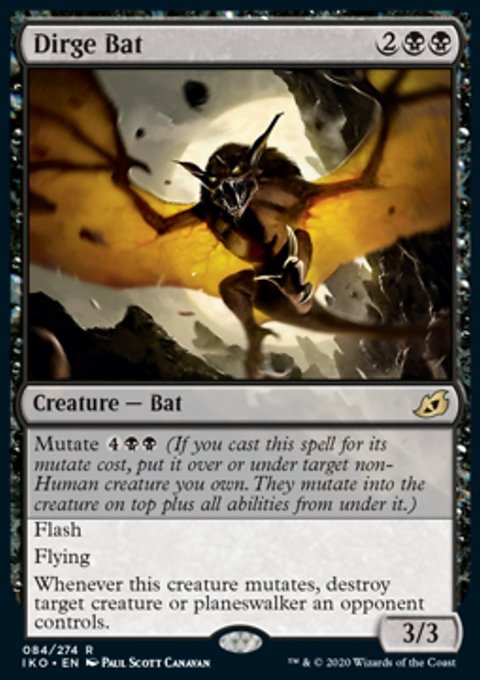 Dirge Bat 2
Creature — Bat
Mutate 4 (If you cast this spell for its
mutate cost, put it over or under target non-
Human creature you own. They mutate into the
creature on top plus all abilities from under it.)
Flash
Flying
Whenever this creature mutates, destroy
target creature or planeswalker an opponent
controls.
3/3
084/274 R
IKO • EN Paul Scott Canavan
™ & © 2020 Wizards of the Coast